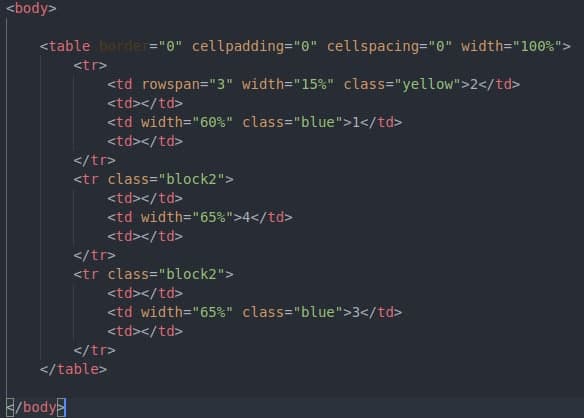 <body>
<table border="0" cellpadding="0" cellspacing="0" width="100%">
<tr>
<td rowspan="3" width="15%" class="yellow">2</td>
<td></td>
<td width="60%" class="blue">1</td>
<td></td>
</tr>
<tr class="block2">
<td></td>
<td width="65%">4</td>
<td></td>
</tr>
<tr class="block2">
<td></td>
<td width="65%" class="blue">3</td>
<td></td>
</tr>
</table>
</body>